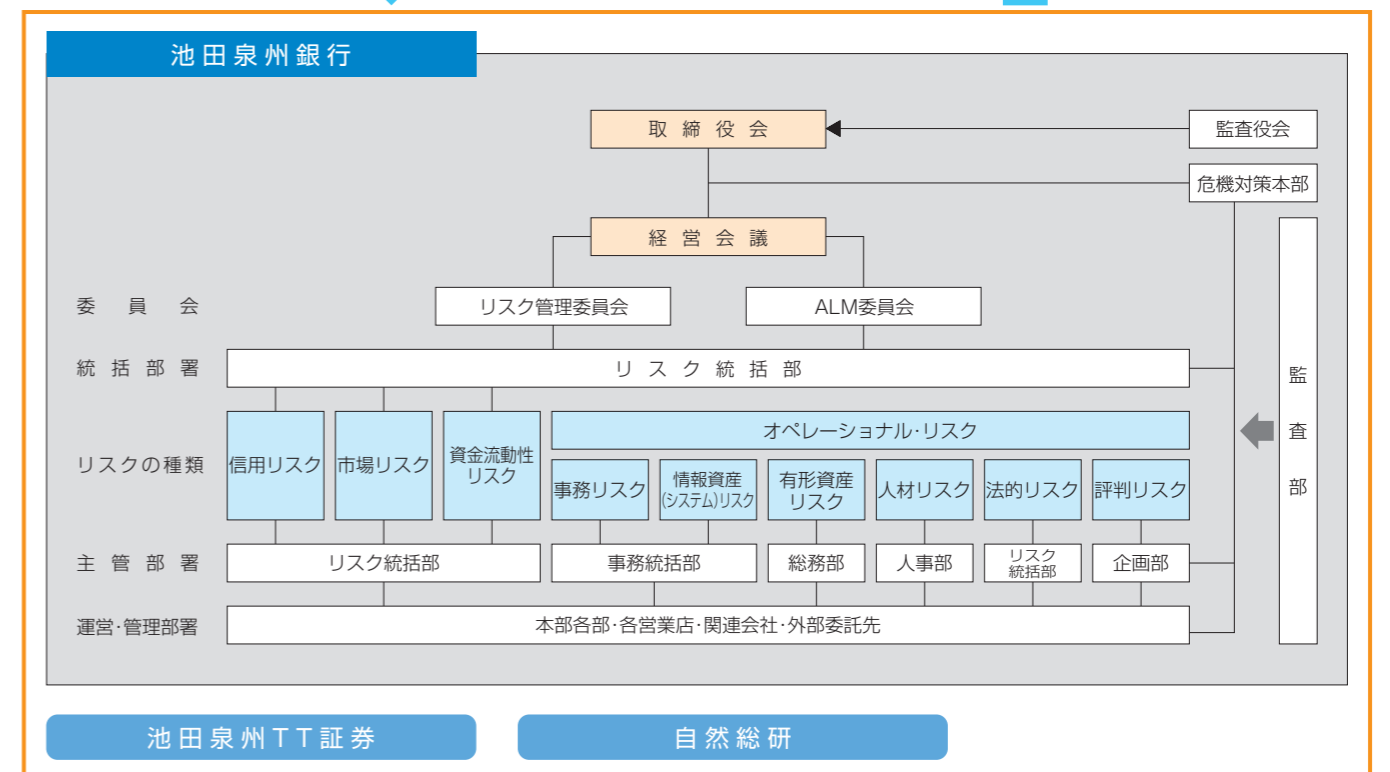 池田泉州銀行
取締役会
監査役会
危機対策本部
経営会議
委員会
リスク管理委員会
ALM委員会
統括部署
リスク統括部
監査部
リスクの種類
信用リスク
市場リスク
資金流動性
リスク
オペレーショナル・リスク
事務リスク
情報資産
(システム)リスク
有形資産
リスク
人材リスク
法的リスク
評判リスク
主管部署
リスク統括部
事務統括部
総務部
人事部
リスク
統括部
企画部
運営・管理部署
本部各部・各営業店・関連会社・外部委託先
池田泉州TT証券
自然総研